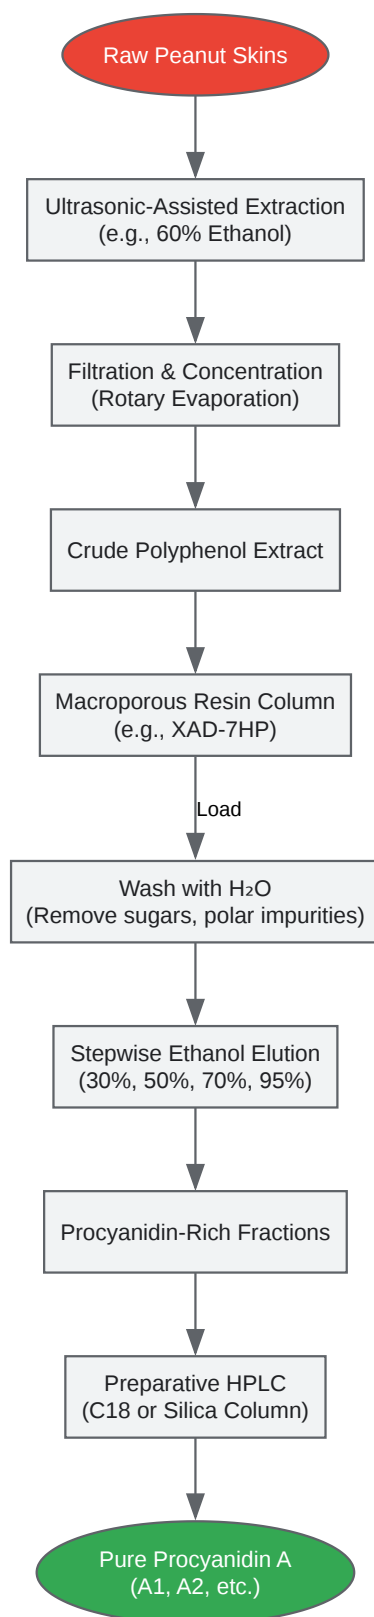 Raw Peanut Skins
Ultrasonic-Assisted Extraction
(e.g., 60% Ethanol)
Filtration & Concentration
(Rotary Evaporation)
Crude Polyphenol Extract
Macroporous Resin Column
(e.g., XAD-7HP)
Load
Wash with H₂O
(Remove sugars, polar impurities)
Stepwise Ethanol Elution
(30%, 50%, 70%, 95%)
Procyanidin-Rich Fractions
Preparative HPLC
(C18 or Silica Column)
Pure Procyanidin A
(A1, A2, etc.)